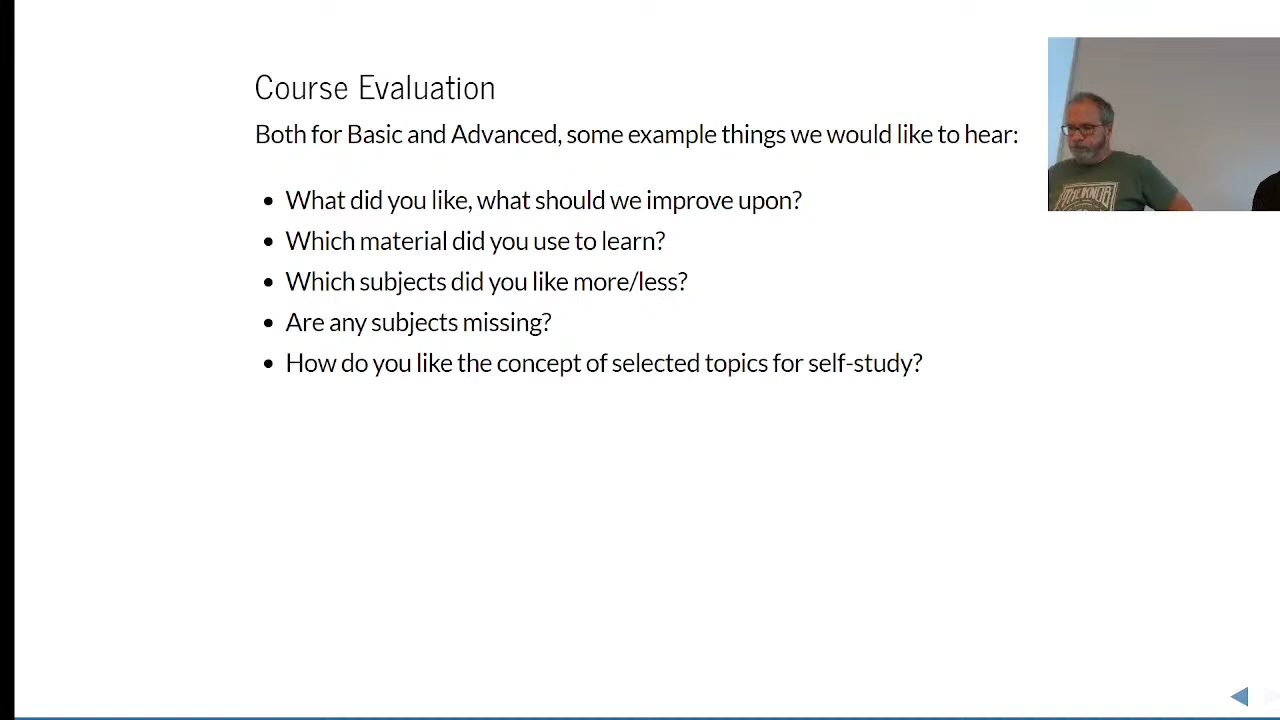 Course Evaluation
Both for Basic and Advanced, some example things we would like to hear:
• What did you like, what should we improve upon?
• Which material did you use to learn?
• Which subjects did you like more/less?
• Are any subjects missing?
• How do you like the concept of selected topics for self-study?
THE KNOB